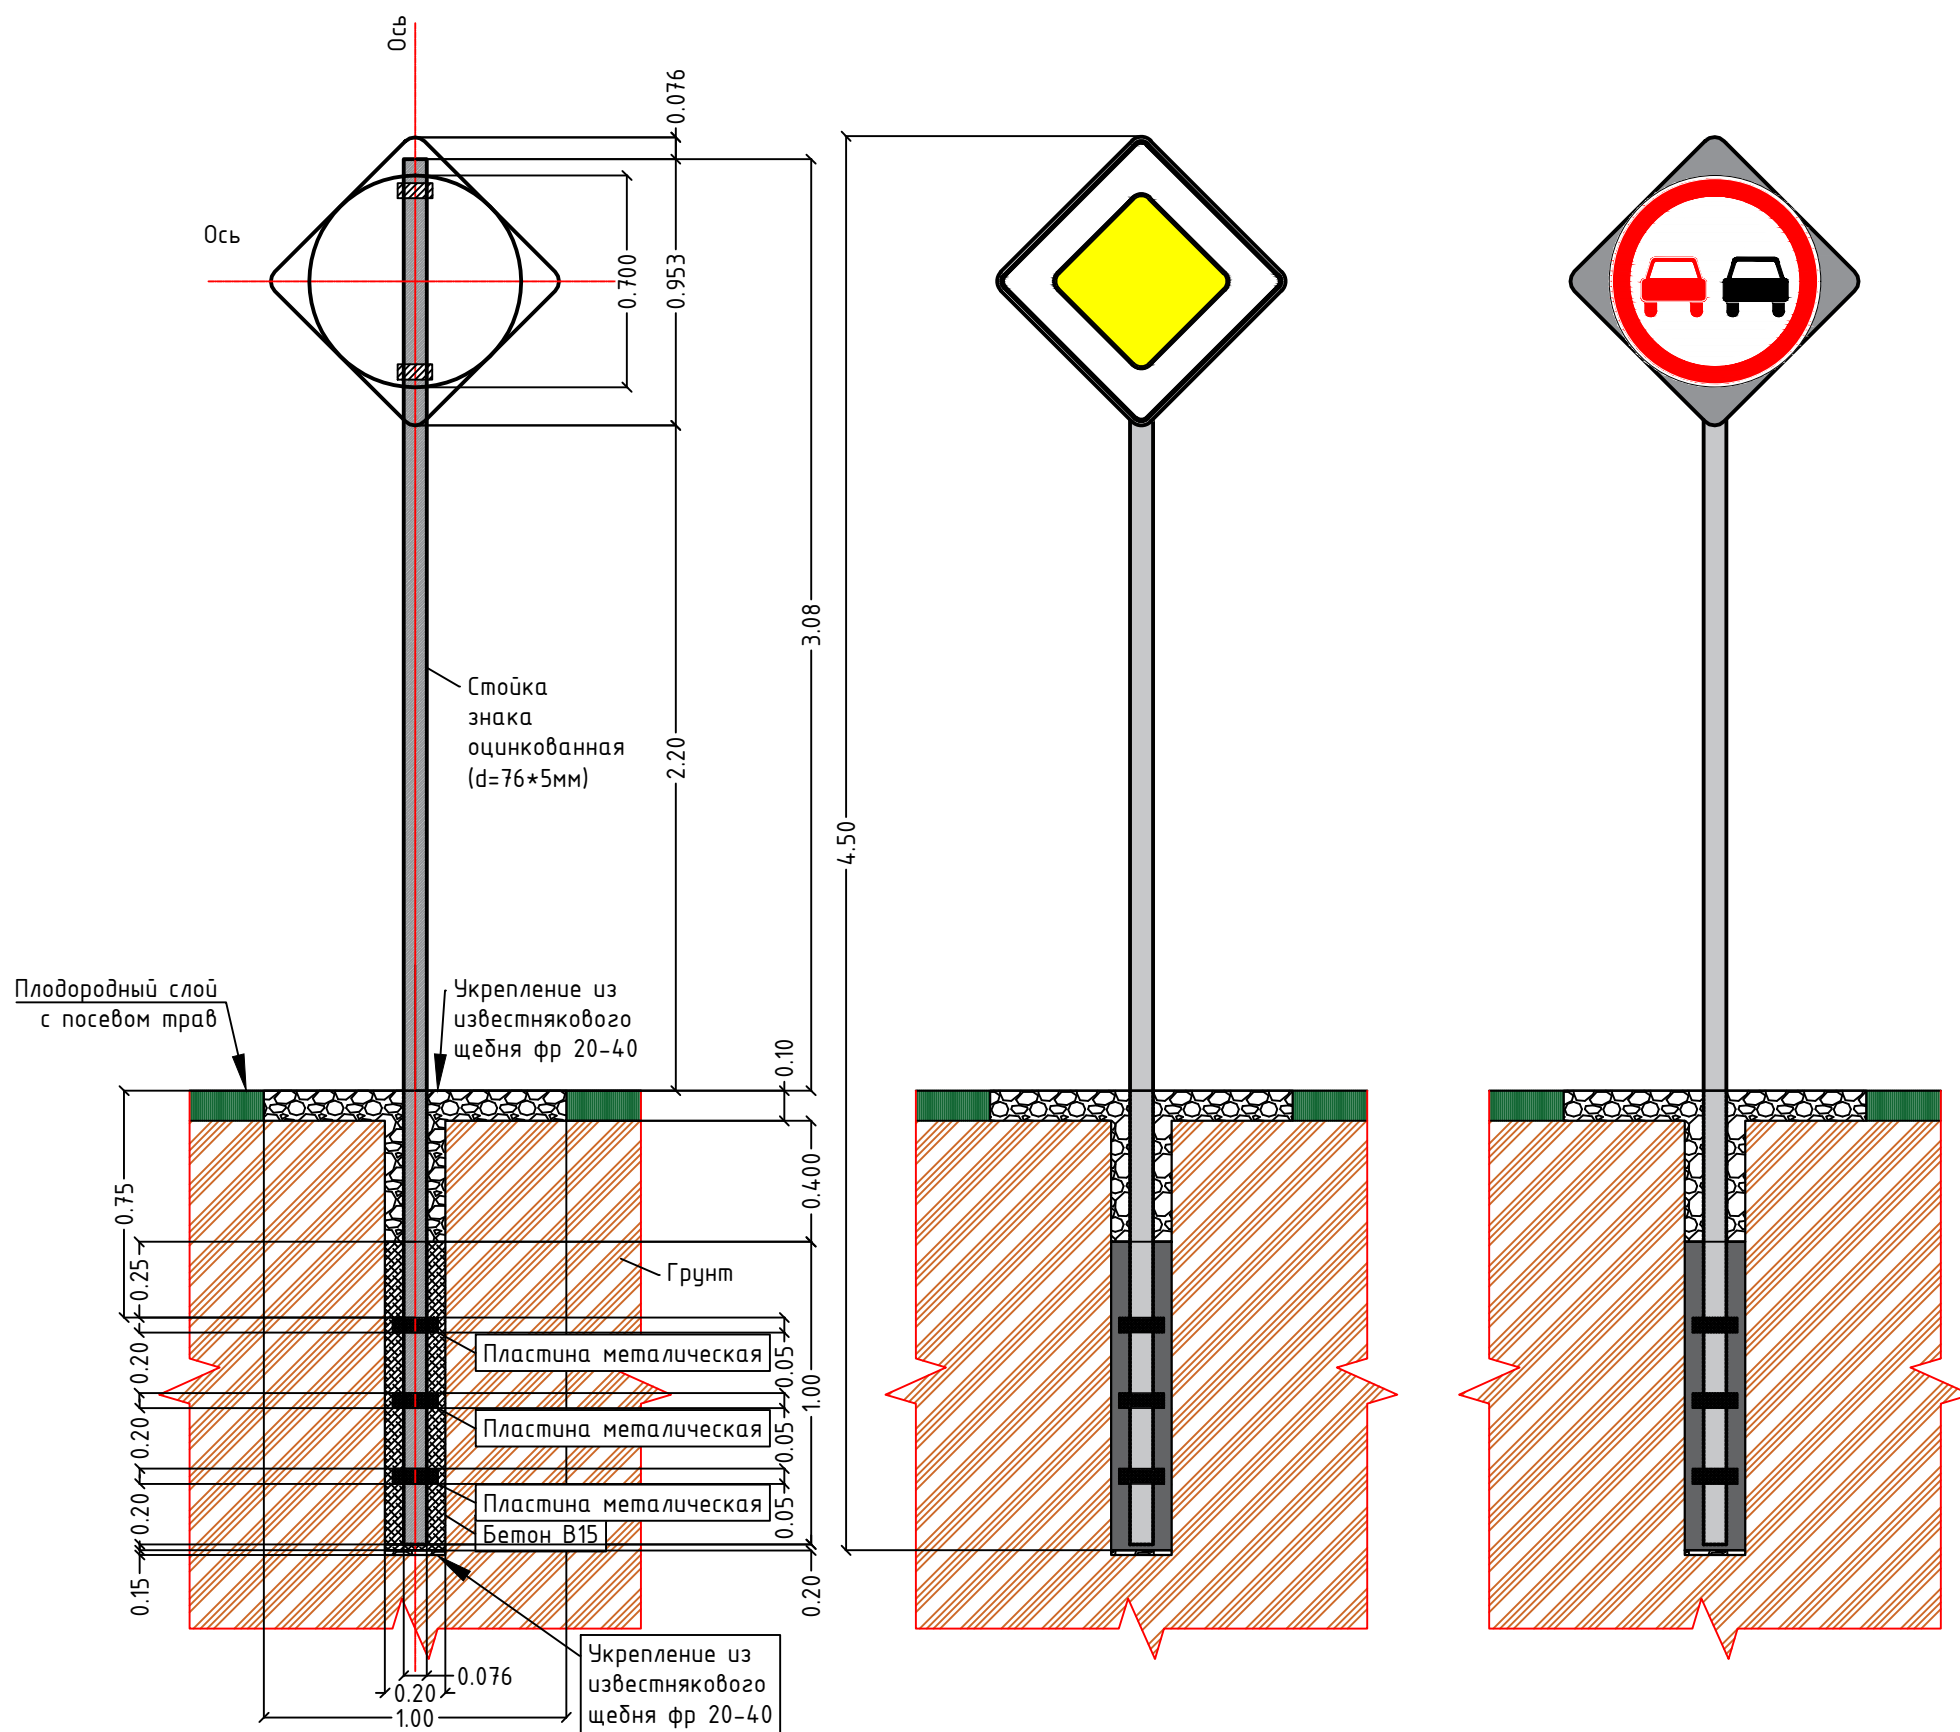 Ось
0.076
Ось
0.700
0.953
3.08
4.50
Стойка
знака
оцинкованная
(d=76*5мм)
2.20
Плодородный слой
с посевом трав
Укрепление из
известнякового
щебня фр 20-40
0.10
0.400
0.75
0.25
Грунт
0.20
Пластина металическая
0.05
1.00
0.20
Пластина металическая
0.05
0.20
Пластина металическая
0.05
Бетон В15
0.15
0.20
Укрепление из
известнякового
щебня фр 20-40
0.076
0.20
1.00